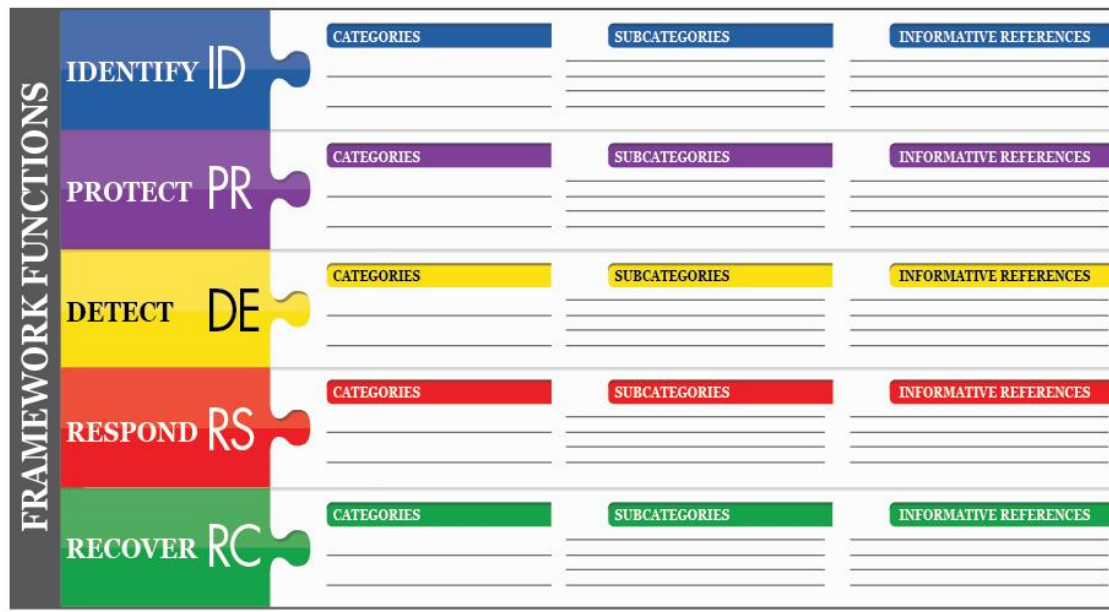 FRAMEWORK FUNCTIONS
IDENTIFY ID
CATEGORIES SUBCATEGORIES INFORMATIVE REFERENCES
PROTECT PR
CATEGORIES SUBCATEGORIES INFORMATIVE REFERENCES
DETECT DE
CATEGORIES SUBCATEGORIES INFORMATIVE REFERENCES
RESPOND RS
CATEGORIES SUBCATEGORIES INFORMATIVE REFERENCES
RECOVER RC
CATEGORIES SUBCATEGORIES INFORMATIVE REFERENCES